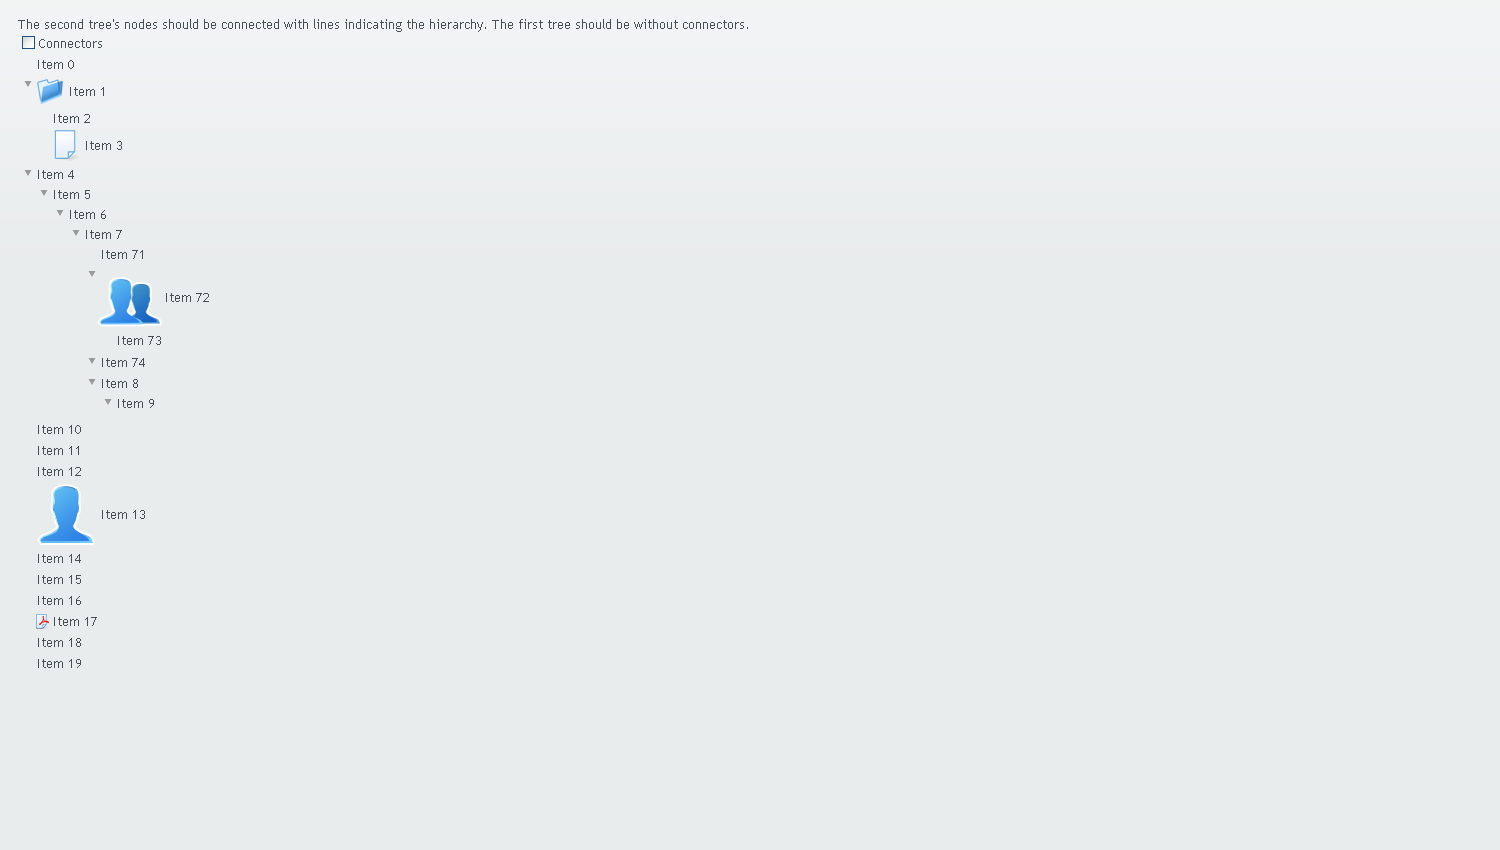 The second tree's nodes should be connected with lines indicating the hierarchy. The first tree should be without connectors.
Connectors
Item 0
Item 1
Item 2
Item 3
Item 4
Item 5
Item 6
Item 7
Item 71
Item 72
Item 73
Item 74
Item 8
Item 9
Item 10
Item 11
Item 12
Item 13
Item 14
Item 15
Item 16
Item 17
Item 18
Item 19